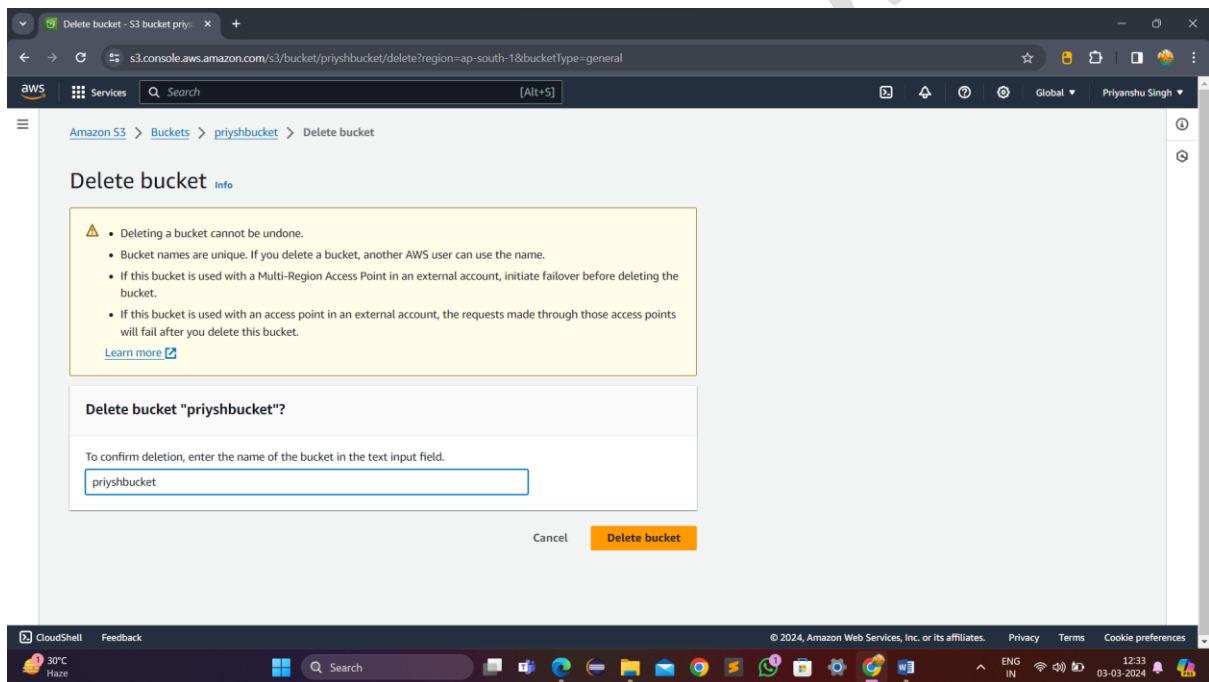 Delete bucket - S3 bucket priys
s3.console.aws.amazon.com/s3/bucket/priyshbucket/delete?region=ap-south-1&bucketType=general
aws Services Search [Alt+S] Global Priyanshu Singh
Amazon S3 > Buckets > priyshbucket > Delete bucket
Delete bucket Info
• Deleting a bucket cannot be undone.
• Bucket names are unique. If you delete a bucket, another AWS user can use the name.
• If this bucket is used with a Multi-Region Access Point in an external account, initiate failover before deleting the
bucket.
• If this bucket is used with an access point in an external account, the requests made through those access points
will fail after you delete this bucket.
Learn more
Delete bucket "priyshbucket"?
To confirm deletion, enter the name of the bucket in the text input field.
priyshbucket
Cancel Delete bucket
CloudShell Feedback © 2024, Amazon Web Services, Inc. or its affiliates. Privacy Terms Cookie preferences
1 30°C Search 1 ENG 12:33
Haze IN 03-03-2024